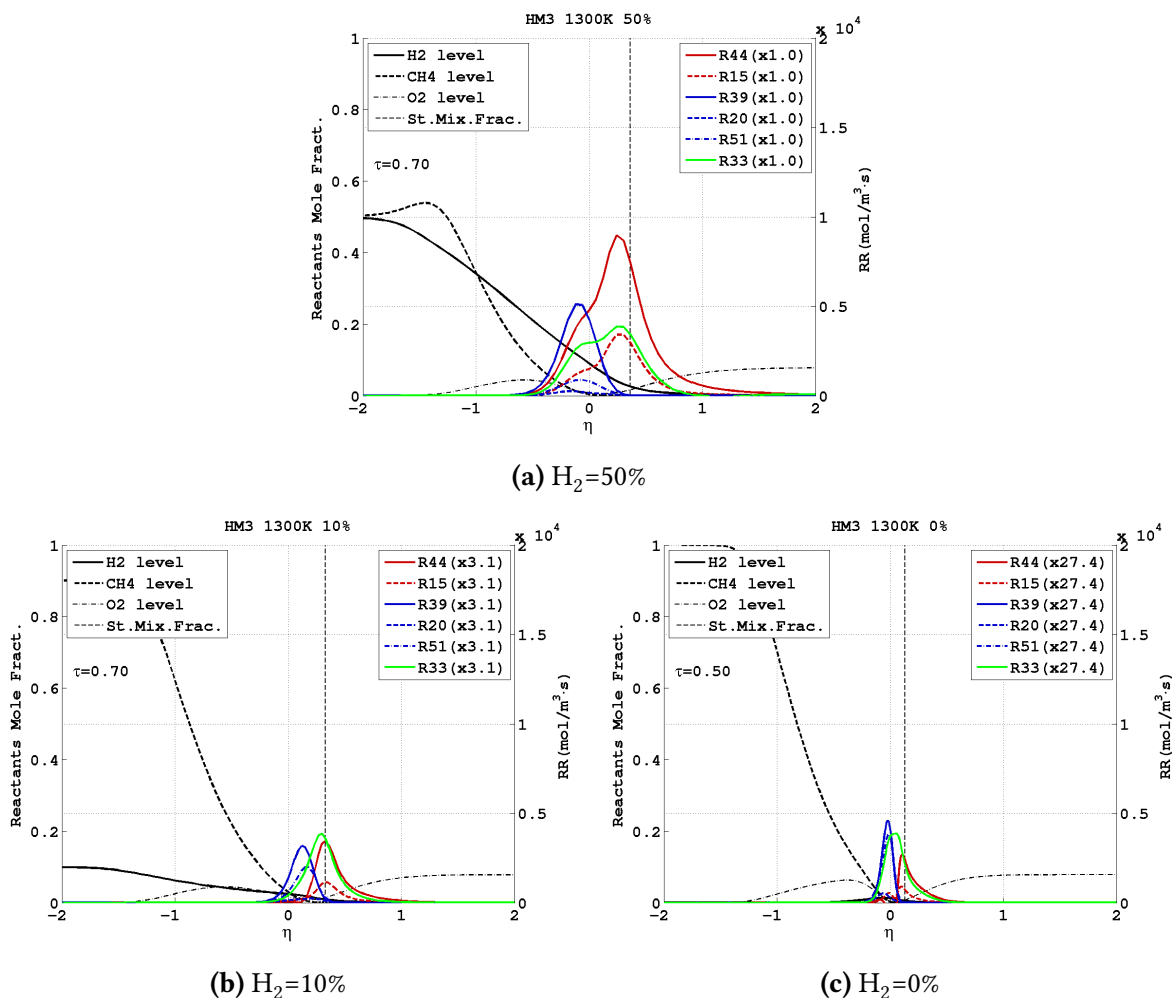 HM3 1300K 50%
x 10^4
1
0.8
0.6
0.4
0.2
0
Reactants Mole Fract.
H2 level
CH4 level
O2 level
St.Mix.Frac.
τ=0.70
R44(x1.0)
R15(x1.0)
R39(x1.0)
R20(x1.0)
R51(x1.0)
R33(x1.0)
2
1.5
1
0.5
0
RR(mol/m³·s)
−2 −1 0 1 2
η
(a) H₂=50%
HM3 1300K 10%
x 10^4
1
0.8
0.6
0.4
0.2
0
Reactants Mole Fract.
H2 level
CH4 level
O2 level
St.Mix.Frac.
τ=0.70
R44(x3.1)
R15(x3.1)
R39(x3.1)
R20(x3.1)
R51(x3.1)
R33(x3.1)
2
1.5
1
0.5
0
RR(mol/m³·s)
−2 −1 0 1 2
η
(b) H₂=10%
HM3 1300K 0%
x 10^4
1
0.8
0.6
0.4
0.2
0
Reactants Mole Fract.
H2 level
CH4 level
O2 level
St.Mix.Frac.
τ=0.50
R44(x27.4)
R15(x27.4)
R39(x27.4)
R20(x27.4)
R51(x27.4)
R33(x27.4)
2
1.5
1
0.5
0
RR(mol/m³·s)
−2 −1 0 1 2
η
(c) H₂=0%